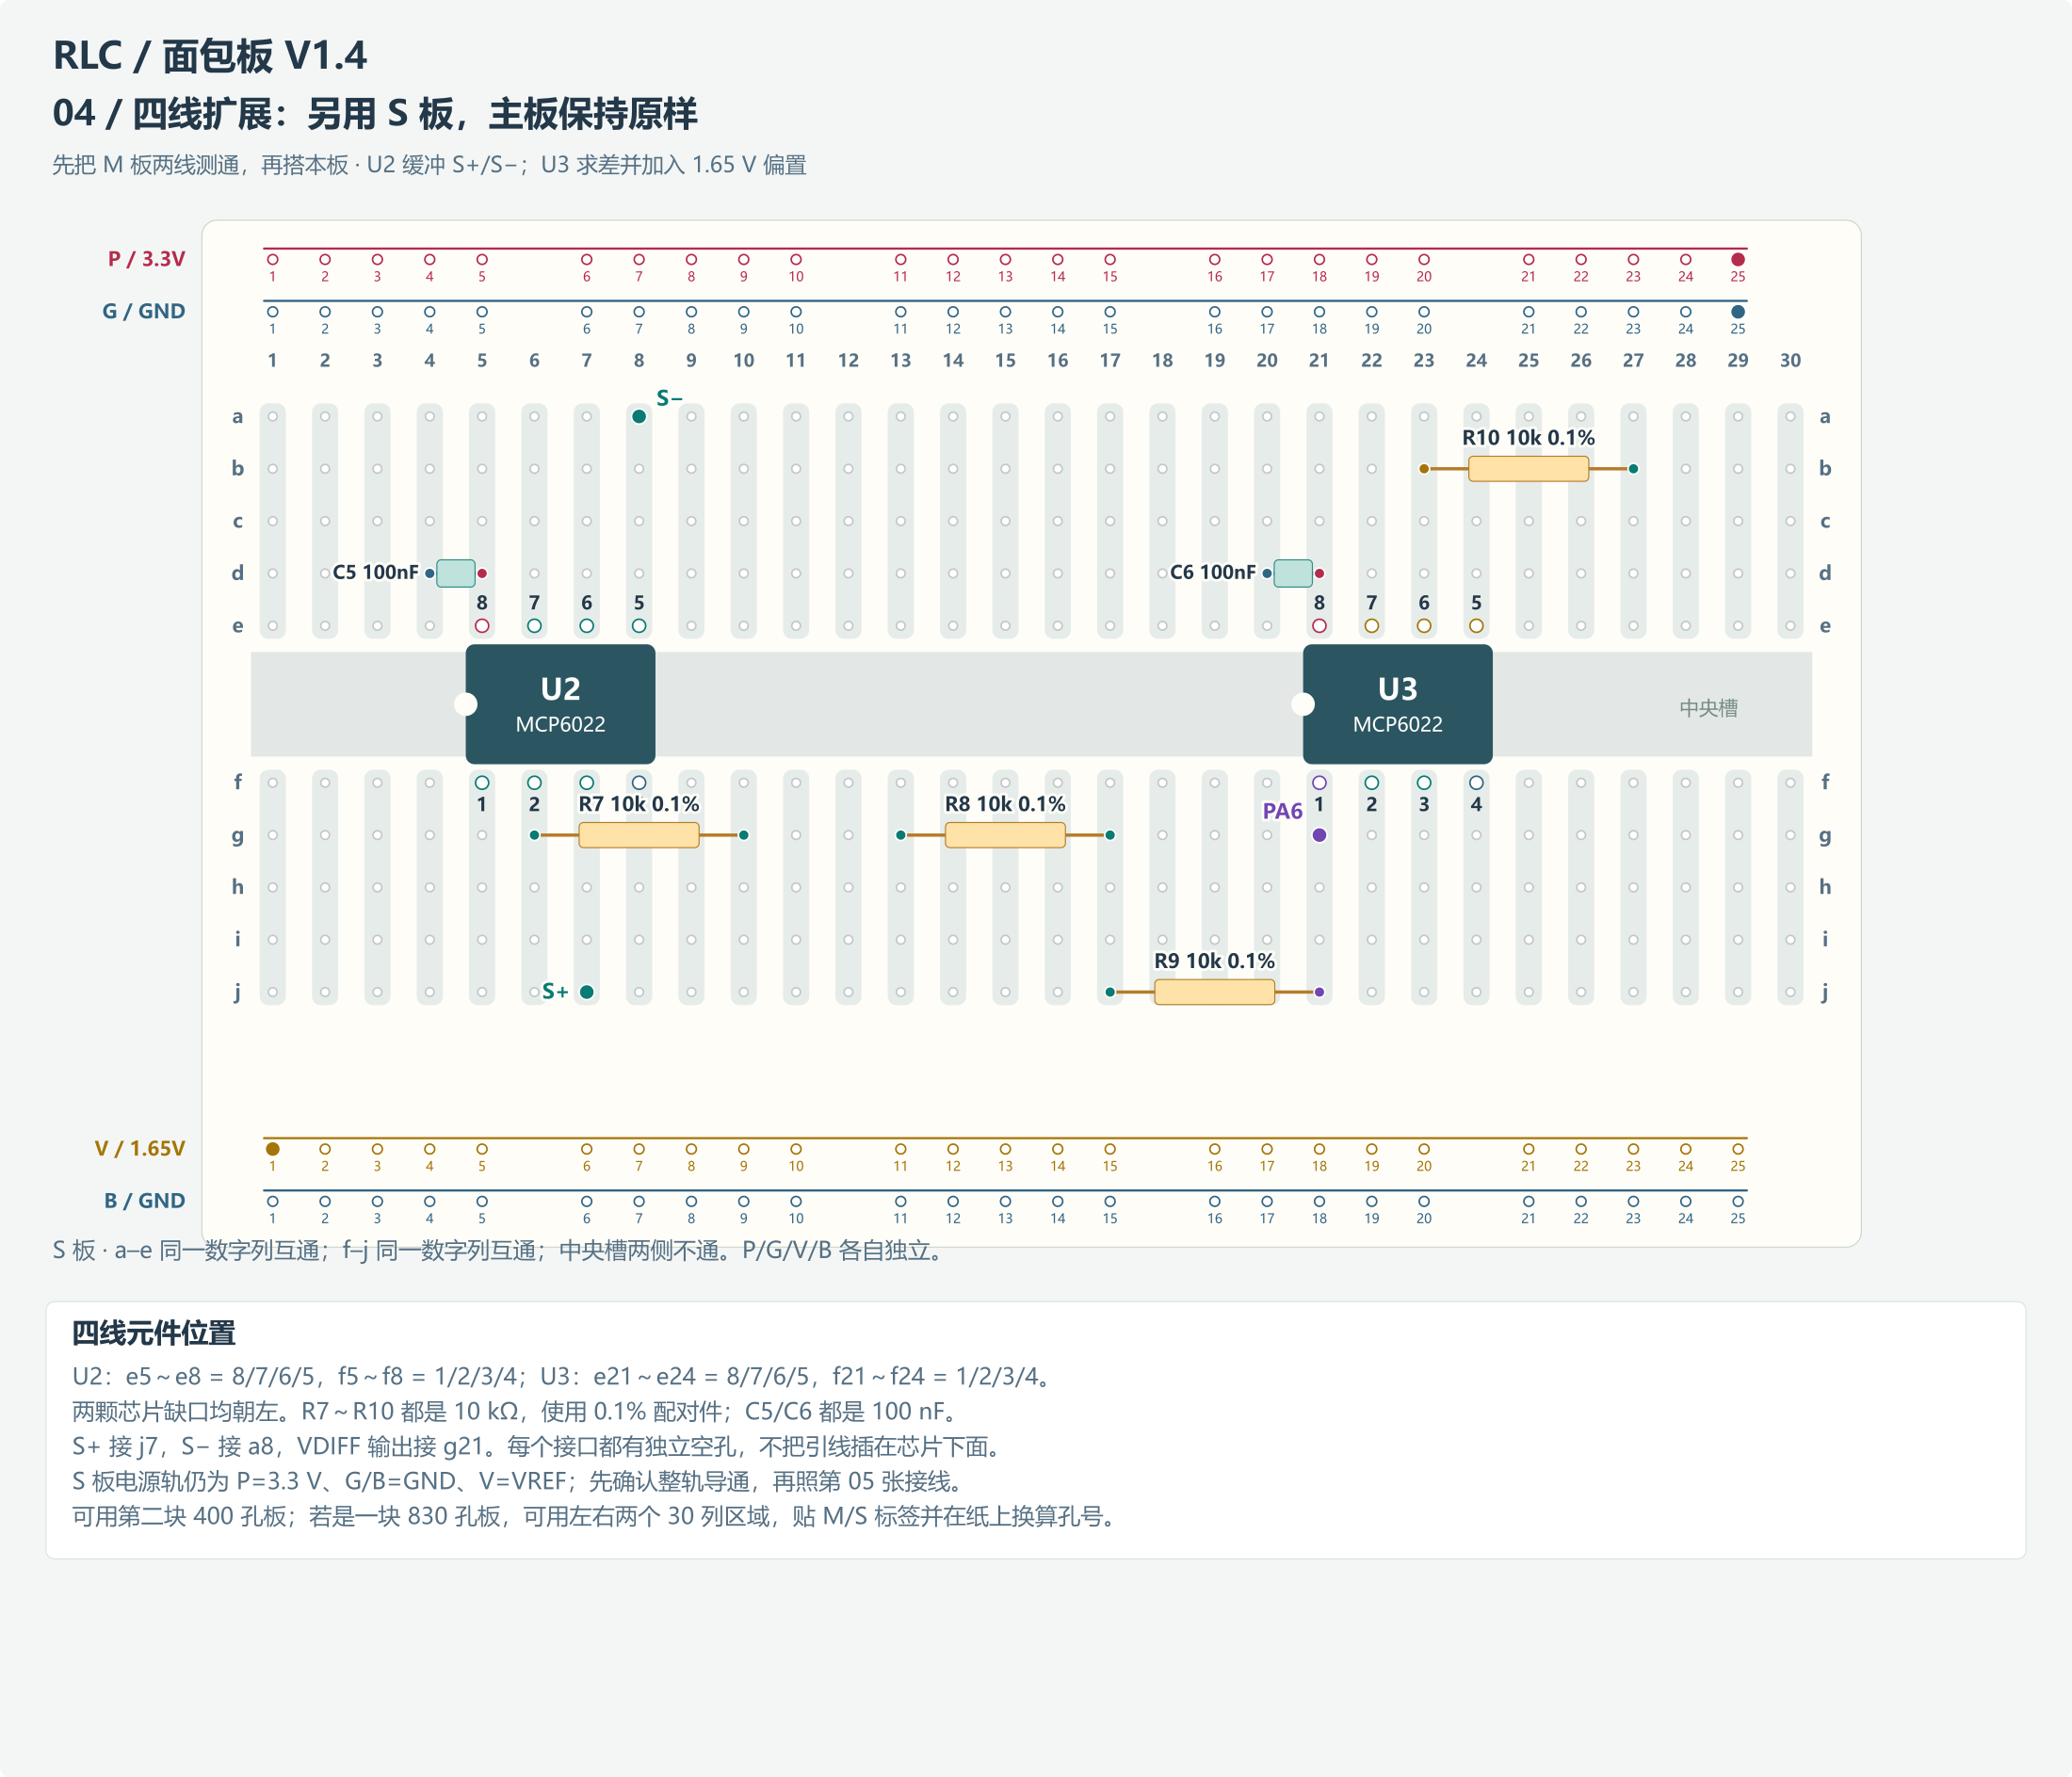 RLC / 面包板 V1.4
04 / 四线扩展：另用 S 板，主板保持原样
先把 M 板两线测通，再搭本板 · U2 缓冲 S+/S−；U3 求差并加入 1.65 V 偏置
P / 3.3V
1 2 3 4 5 6 7 8 9 10 11 12 13 14 15 16 17 18 19 20 21 22 23 24 25
G / GND
1 2 3 4 5 6 7 8 9 10 11 12 13 14 15 16 17 18 19 20 21 22 23 24 25
1 2 3 4 5 6 7 8 9 10 11 12 13 14 15 16 17 18 19 20 21 22 23 24 25 26 27 28 29 30
S−
a a
R10 10k 0.1%
b b
c c
d C5 100nF C6 100nF d
8 7 6 5 8 7 6 5
e e
U2 U3
MCP6022 MCP6022
中央槽
f f
1 2 R7 10k 0.1% R8 10k 0.1% PA6 1 2 3 4
g g
h h
i i
R9 10k 0.1%
j S+ j
V / 1.65V
1 2 3 4 5 6 7 8 9 10 11 12 13 14 15 16 17 18 19 20 21 22 23 24 25
B / GND
1 2 3 4 5 6 7 8 9 10 11 12 13 14 15 16 17 18 19 20 21 22 23 24 25
S 板 · a–e 同一数字列互通；f–j 同一数字列互通；中央槽两侧不通。P/G/V/B 各自独立。
四线元件位置
U2：e5～e8 = 8/7/6/5，f5～f8 = 1/2/3/4；U3：e21～e24 = 8/7/6/5，f21～f24 = 1/2/3/4。
两颗芯片缺口均朝左。R7～R10 都是 10 kΩ，使用 0.1% 配对件；C5/C6 都是 100 nF。
S+ 接 j7，S− 接 a8，VDIFF 输出接 g21。每个接口都有独立空孔，不把引线插在芯片下面。
S 板电源轨仍为 P=3.3 V、G/B=GND、V=VREF；先确认整轨导通，再照第 05 张接线。
可用第二块 400 孔板；若是一块 830 孔板，可用左右两个 30 列区域，贴 M/S 标签并在纸上换算孔号。